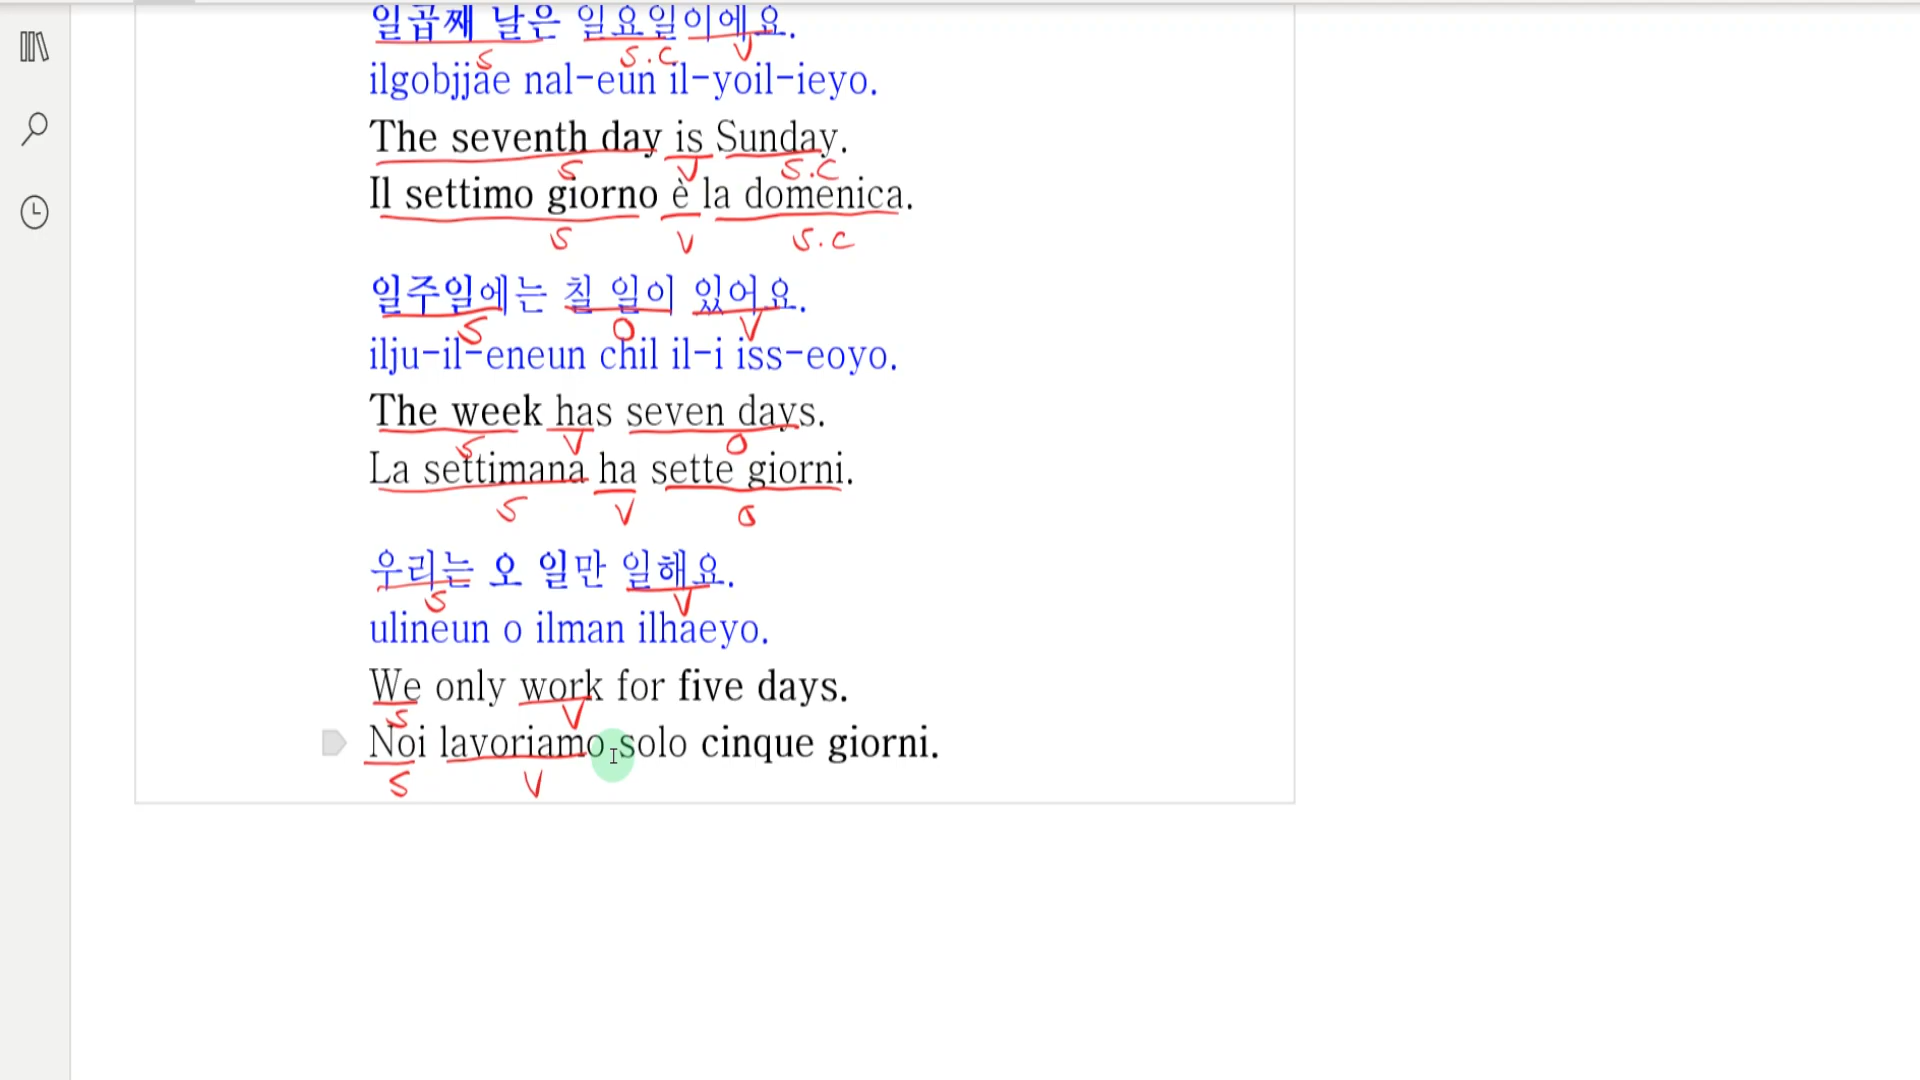 일곱째 날은 일요일이에요.
S S.C V
ilgobjjae nal-eun il-yoil-ieyo.
The seventh day is Sunday.
S V S.C
Il settimo giorno è la domenica.
S V S.C
일주일에는 칠 일이 있어요.
S O V
ilju-il-eneun chil il-i iss-eoyo.
The week has seven days.
S V O
La settimana ha sette giorni.
S V O
우리는 오 일만 일해요.
S V
ulineun o ilman ilhaeyo.
We only work for five days.
S V
Noi lavoriamo solo cinque giorni.
S V